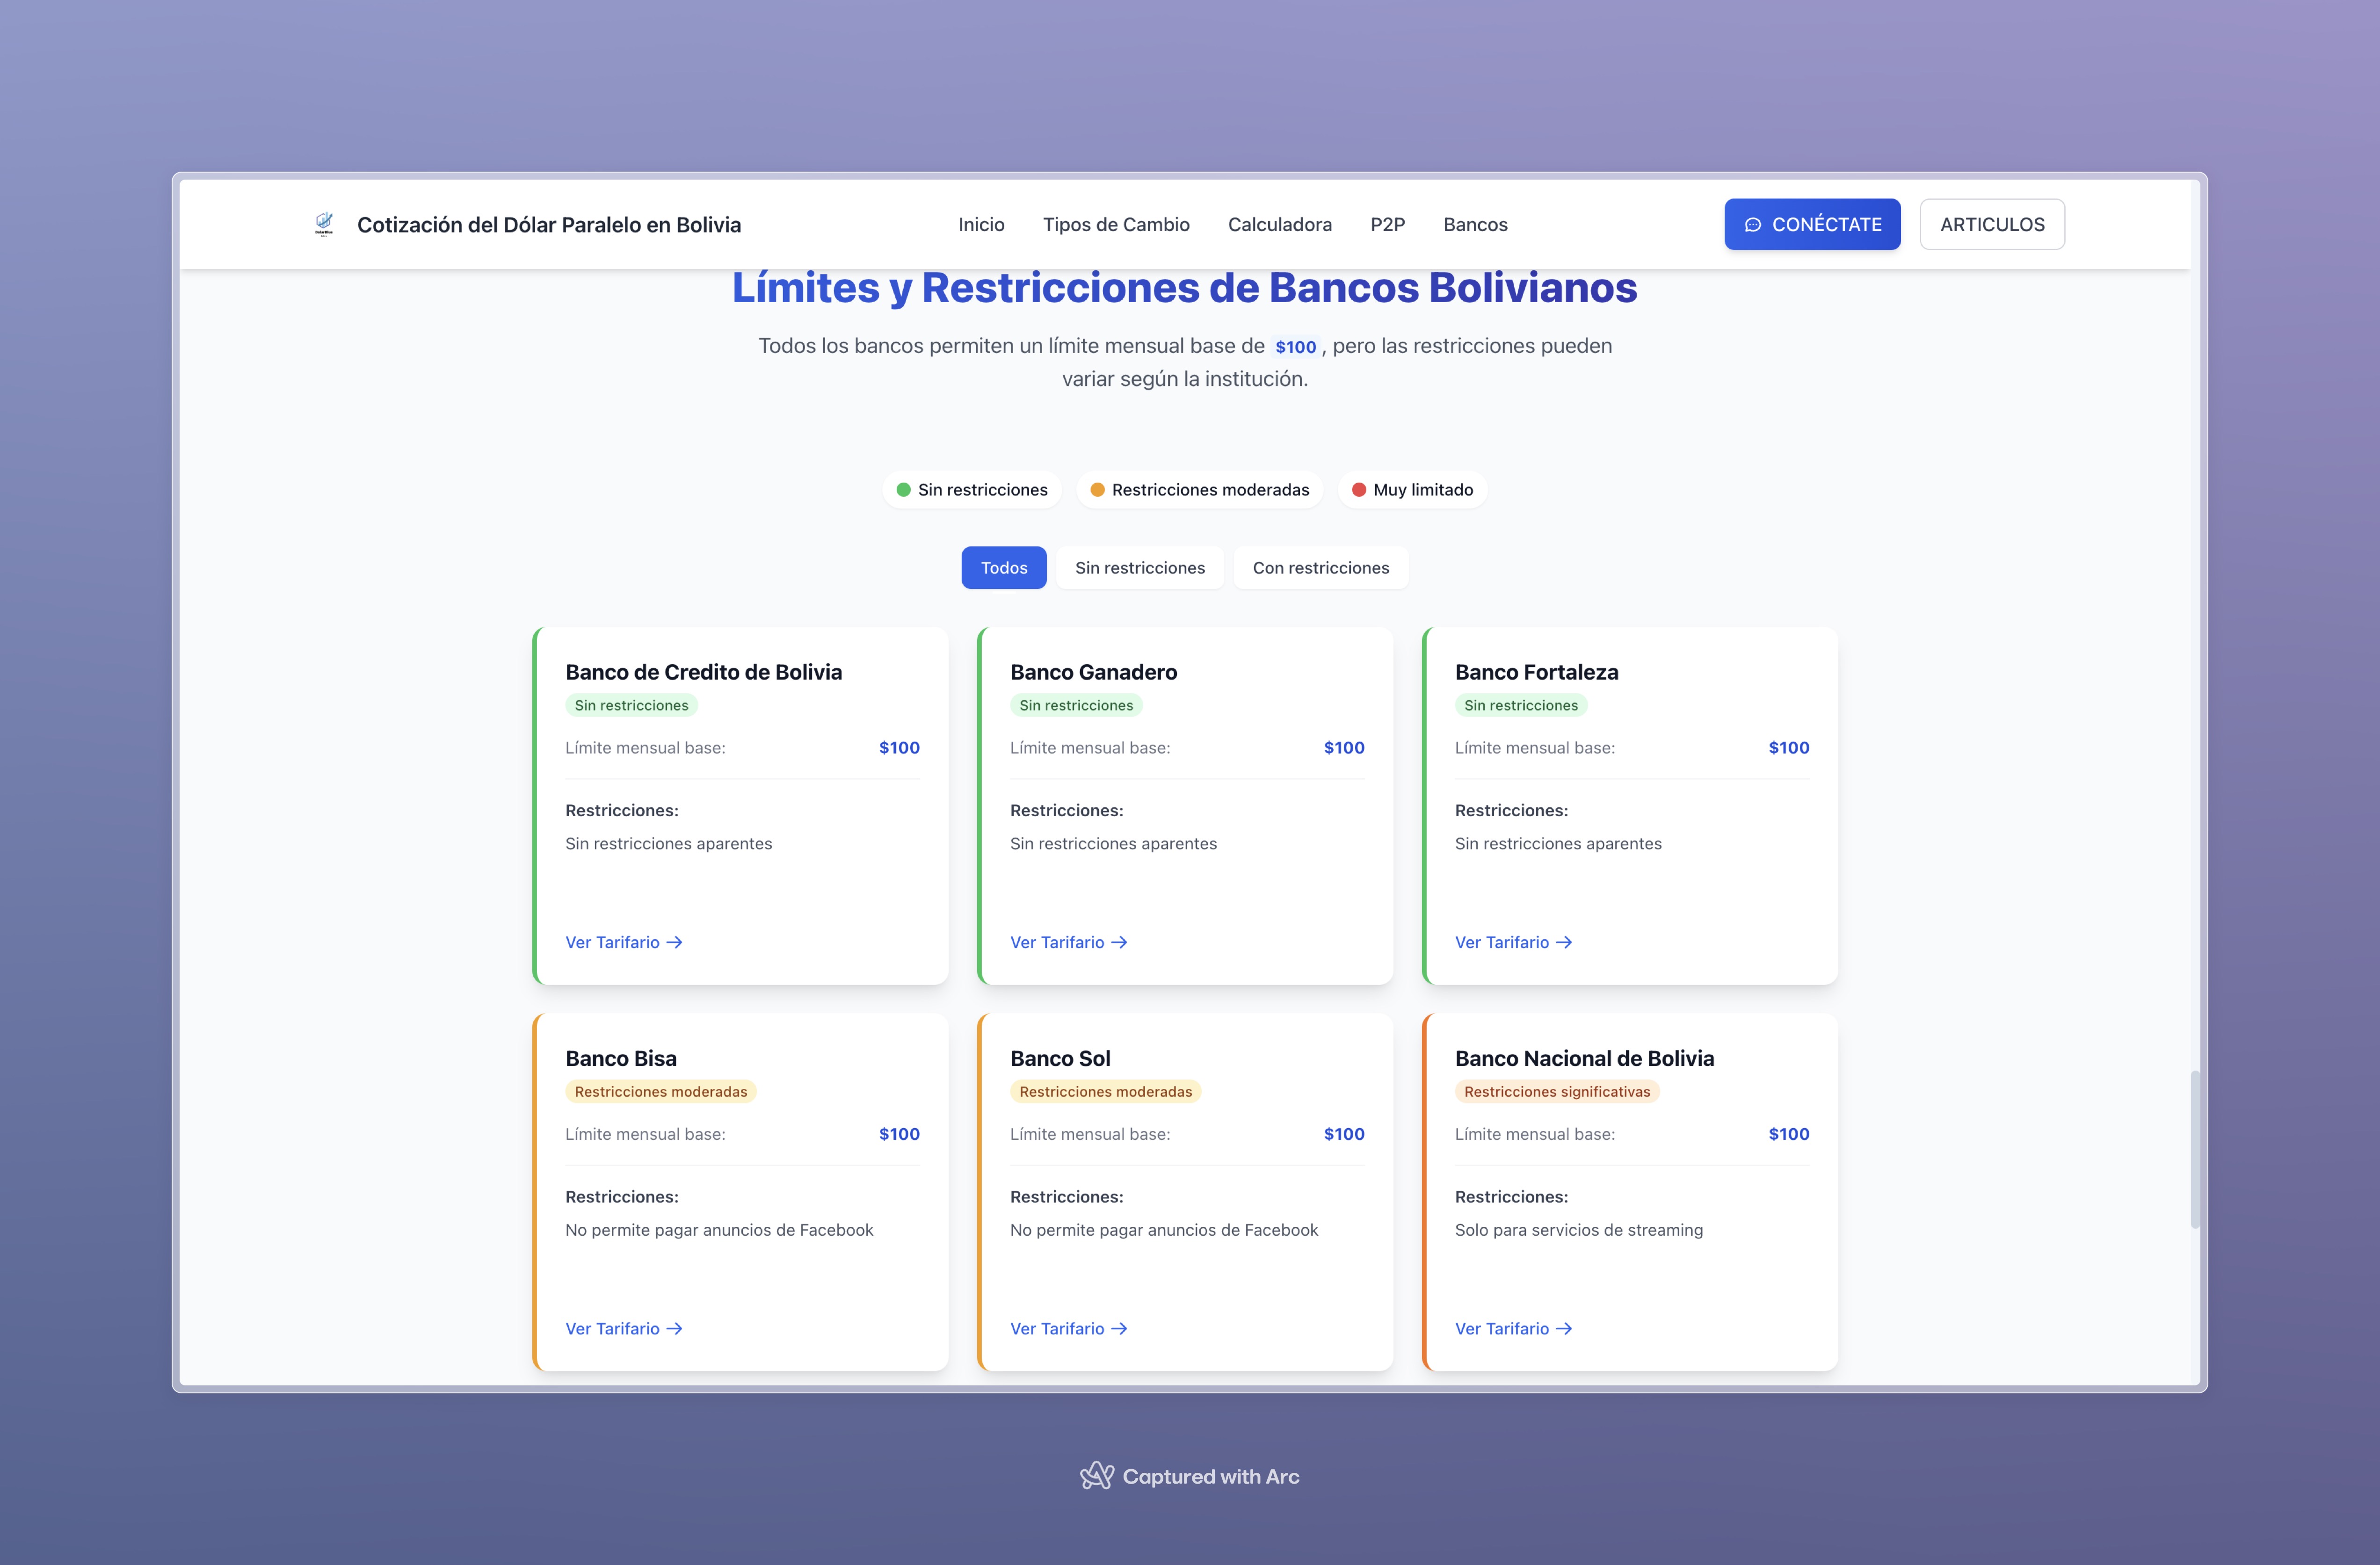 Cotización del Dólar Paralelo en Bolivia
Inicio
Tipos de Cambio
Calculadora
P2P
Bancos
CONÉCTATE
ARTICULOS
Límites y Restricciones de Bancos Bolivianos
Todos los bancos permiten un límite mensual base de $100, pero las restricciones pueden
variar según la institución.
Sin restricciones
Restricciones moderadas
Muy limitado
Todos
Sin restricciones
Con restricciones
Banco de Credito de Bolivia
Sin restricciones
Límite mensual base: $100
Restricciones:
Sin restricciones aparentes
Ver Tarifario →
Banco Ganadero
Sin restricciones
Límite mensual base: $100
Restricciones:
Sin restricciones aparentes
Ver Tarifario →
Banco Fortaleza
Sin restricciones
Límite mensual base: $100
Restricciones:
Sin restricciones aparentes
Ver Tarifario →
Banco Bisa
Restricciones moderadas
Límite mensual base: $100
Restricciones:
No permite pagar anuncios de Facebook
Ver Tarifario →
Banco Sol
Restricciones moderadas
Límite mensual base: $100
Restricciones:
No permite pagar anuncios de Facebook
Ver Tarifario →
Banco Nacional de Bolivia
Restricciones significativas
Límite mensual base: $100
Restricciones:
Solo para servicios de streaming
Ver Tarifario →
Captured with Arc